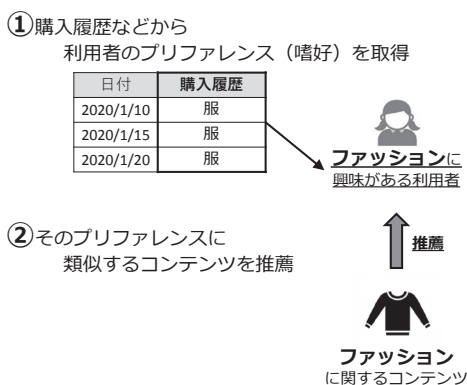 ①購入履歴などから
利用者のプリファレンス（嗜好）を取得
日付 購入履歴
2020/1/10 服
2020/1/15 服
2020/1/20 服
ファッションに
興味がある利用者
②そのプリファレンスに
類似するコンテンツを推薦
推薦
ファッション
に関するコンテンツ